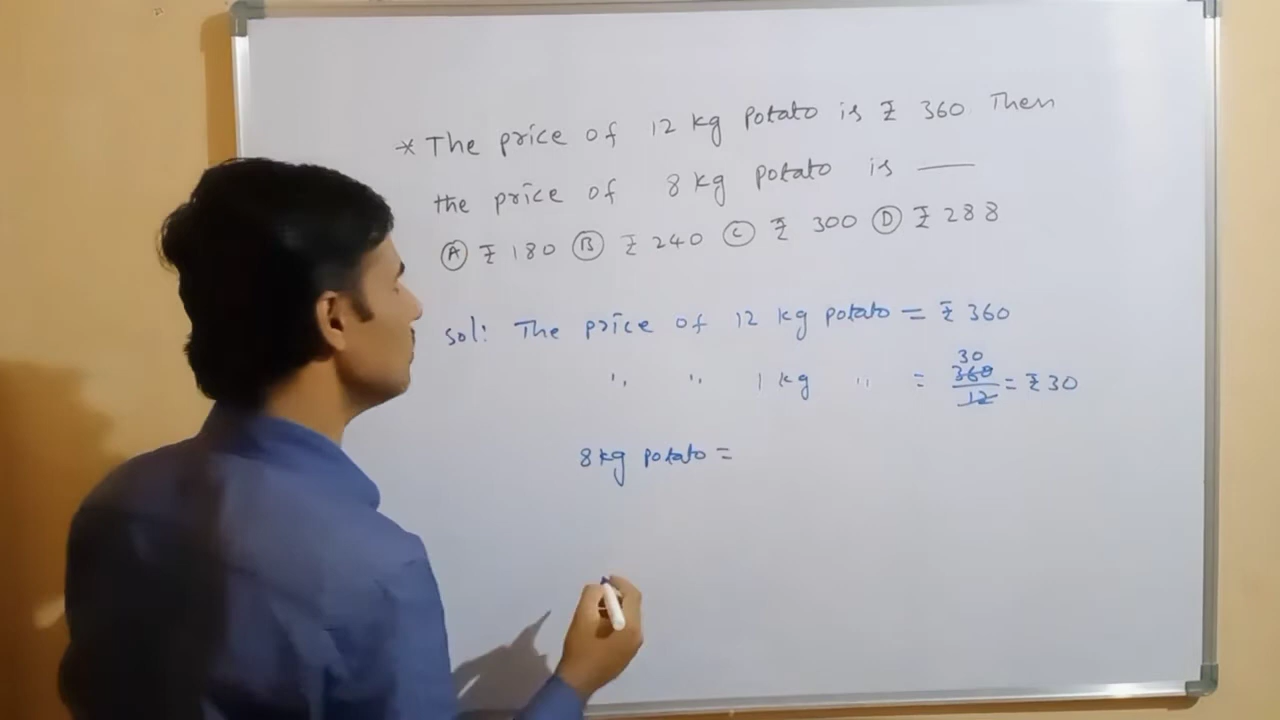 * The price of 12 kg potato is ₹ 360 Then
the price of 8 kg potato is —
Ⓐ ₹ 180 Ⓑ ₹ 240 Ⓒ ₹ 300 Ⓓ ₹ 288
Sol: The price of 12 kg potato = ₹ 360
" " 1 kg " = 30 360/12 = ₹ 30
8 kg potato =